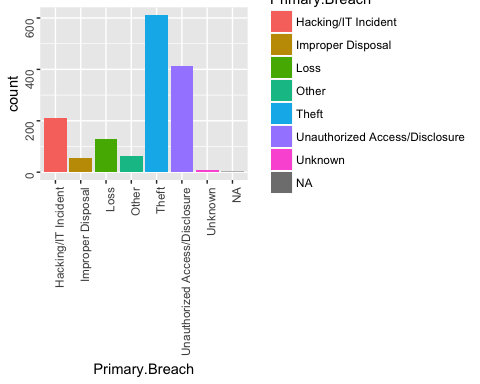 Primary.Breach
Hacking/IT Incident
Improper Disposal
Loss
Other
Theft
Unauthorized Access/Disclosure
Unknown
NA
count
600
400
200
0
Hacking/IT Incident
Improper Disposal
Loss
Other
Theft
Unauthorized Access/Disclosure
Unknown
NA
Primary.Breach